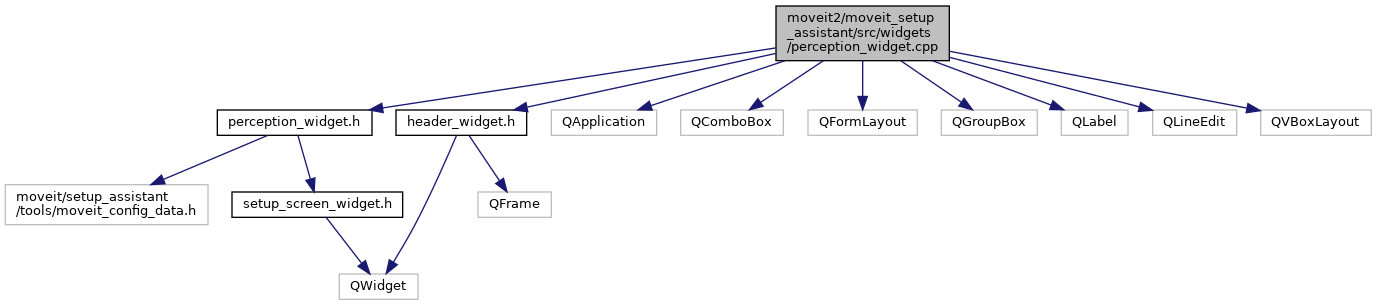 moveit2/moveit_setup
_assistant/src/widgets
/perception_widget.cpp
perception_widget.h
header_widget.h
QApplication
QComboBox
QFormLayout
QGroupBox
QLabel
QLineEdit
QVBoxLayout
moveit/setup_assistant
/tools/moveit_config_data.h
setup_screen_widget.h
QFrame
QWidget